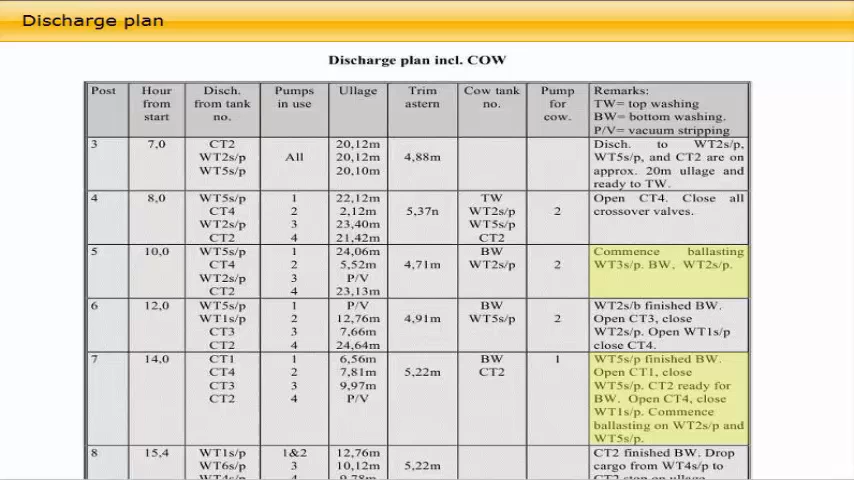 Discharge plan
Discharge plan incl. COW
Post Hour from start Disch. from tank no. Pumps in use Ullage Trim astern Cow tank no. Pump for cow. Remarks:
TW= top washing
BW= bottom washing.
P/V= vacuum stripping
3 7,0 CT2 20,12m Disch. to WT2s/p,
WT2s/p All 20,12m 4,88m WT5s/p, and CT2 are on
WT5s/p 20,10m approx. 20m ullage and
ready to TW.
4 8,0 WT5s/p 1 22,12m TW Open CT4. Close all
CT4 2 2,12m 5,37n WT2s/p 2 crossover valves.
WT2s/p 3 23,40m WT5s/p
CT2 4 21,42m CT2
5 10,0 WT5s/p 1 24,06m BW Commence ballasting
CT4 2 5,52m 4,71m WT2s/p 2 WT3s/p. BW, WT2s/p.
WT2s/p 3 P/V
CT2 4 23,13m
6 12,0 WT5s/p 1 P/V BW WT2s/b finished BW.
WT1s/p 2 12,76m 4,91m WT5s/p 2 Open CT3, close
CT3 3 7,66m WT2s/p. Open WT1s/p
CT2 4 24,64m close CT4.
7 14,0 CT1 1 6,56m BW 1 WT5s/p finished BW.
CT4 2 7,81m 5,22m CT2 Open CT1, close
CT3 3 9,97m WT5s/p. CT2 ready for
CT2 4 P/V BW. Open CT4, close
WT1s/p. Commence
ballasting on WT2s/p and
WT5s/p.
8 15,4 WT1s/p 1&2 12,76m CT2 finished BW. Drop
WT6s/p 3 10,12m 5,22m cargo from WT4s/p to
WT4s/p 4 9,78m CT2 stop on ullage